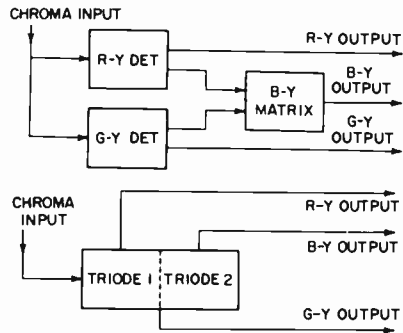 CHROMA INPUT
R-Y DET
R-Y OUTPUT
B-Y
MATRIX
B-Y
OUTPUT
G-Y
OUTPUT
G-Y DET
CHROMA
INPUT
R-Y OUTPUT
B-Y OUTPUT
TRIODE 1
TRIODE 2
G-Y OUTPUT